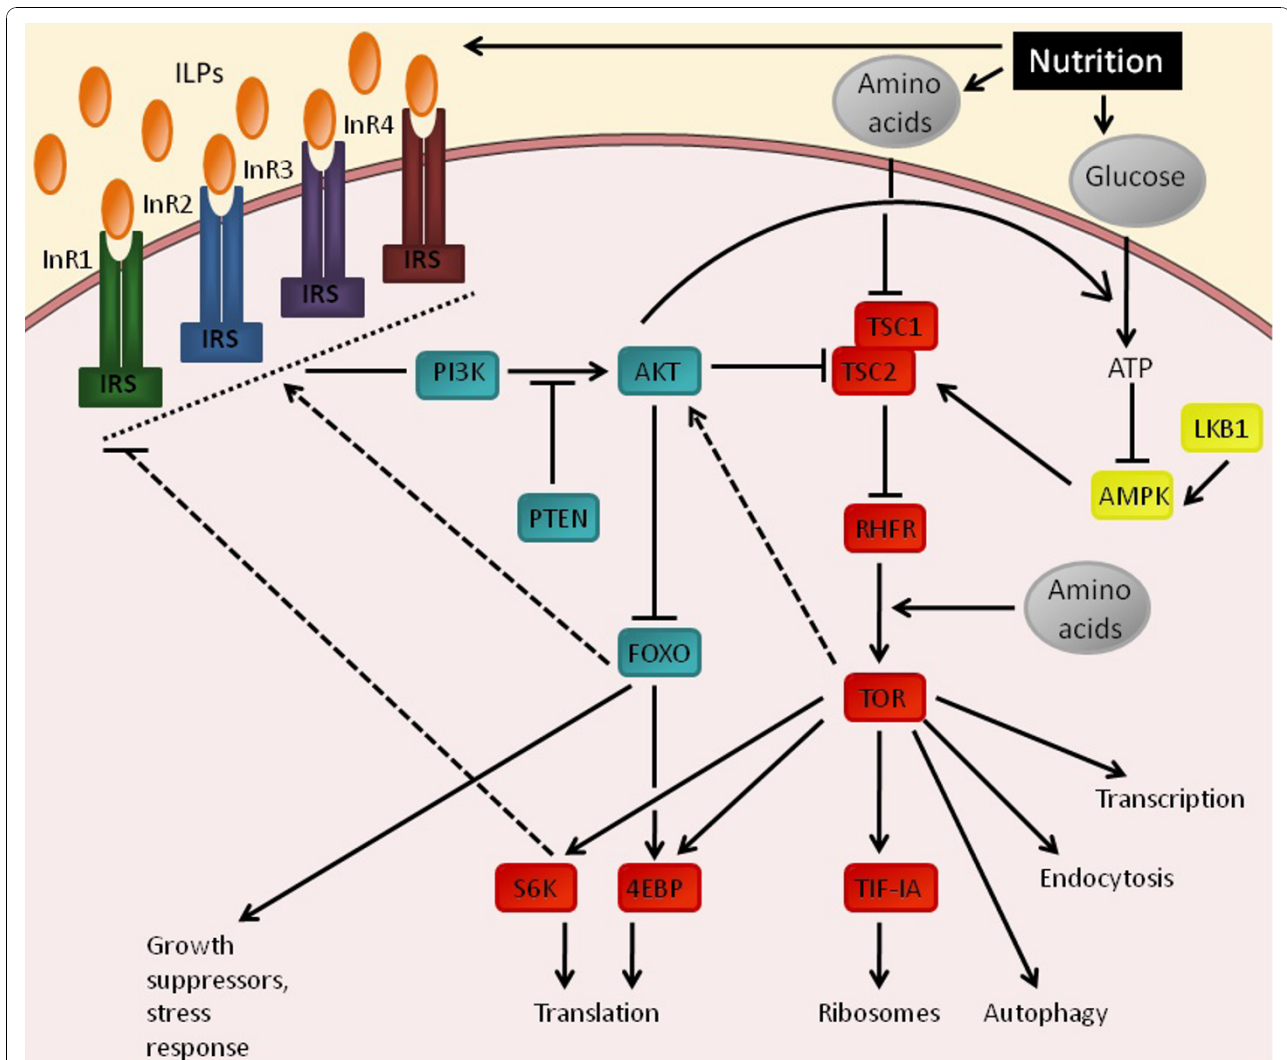 Nutrition
ILPs
Amino
acids
Glucose
InR4
InR3
InR2
InR1
IRS
IRS
IRS
IRS
TSC1
TSC2
PI3K
AKT
ATP
LKB1
AMPK
PTEN
RHFR
Amino
acids
FOXO
TOR
Transcription
Endocytosis
S6K
4EBP
TIF-IA
Growth
suppressors,
stress
response
Translation
Ribosomes
Autophagy